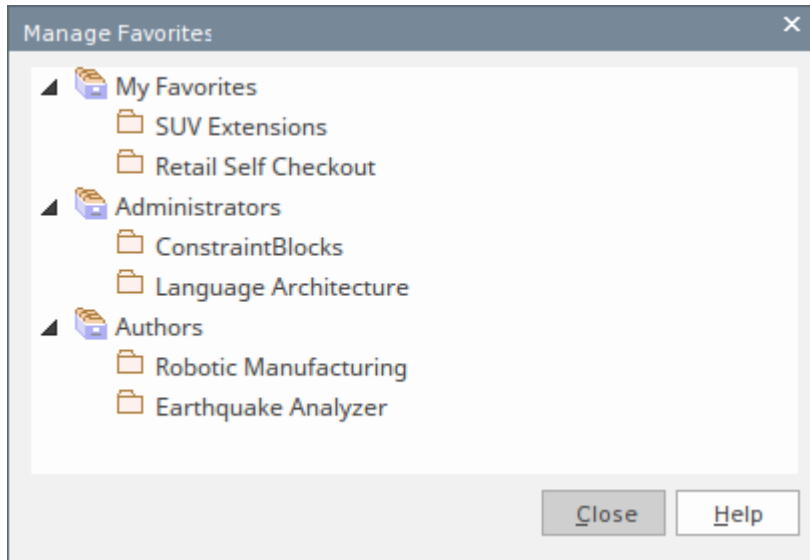 Manage Favorites
My Favorites
SUV Extensions
Retail Self Checkout
Administrators
ConstraintBlocks
Language Architecture
Authors
Robotic Manufacturing
Earthquake Analyzer
Close Help